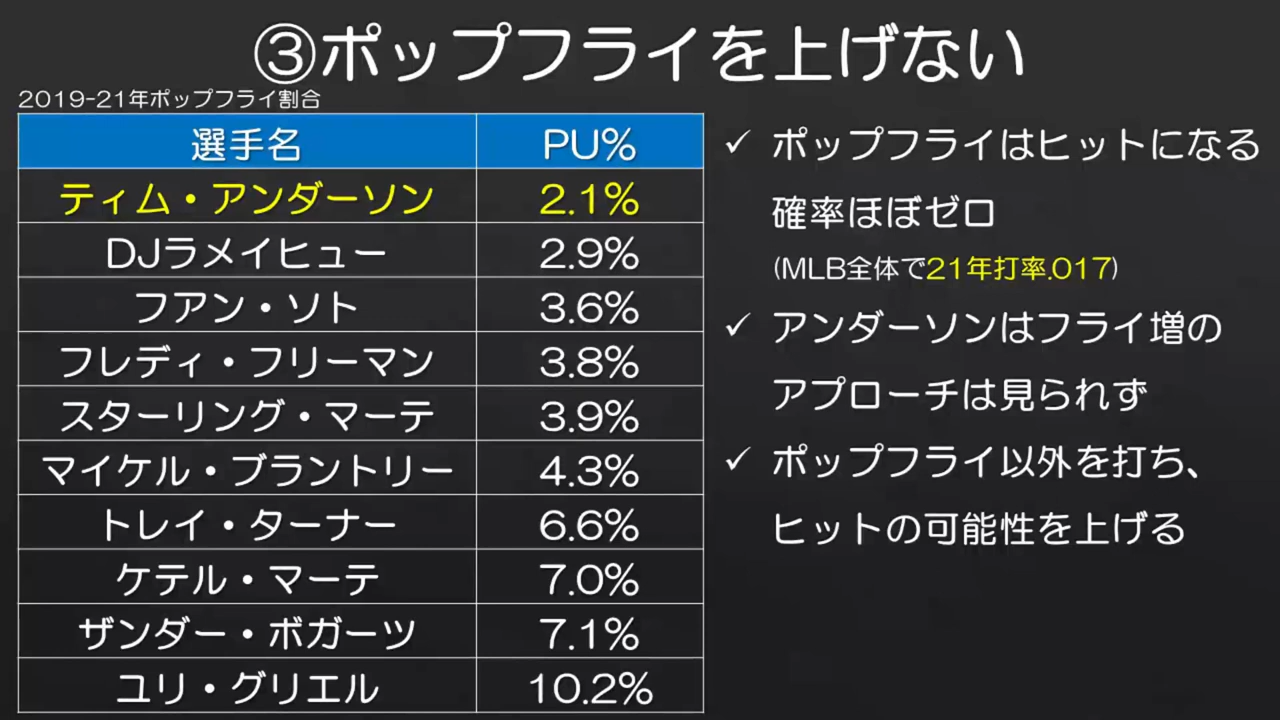 ③ポップフライを上げない
2019-21年ポップフライ割合
選手名 PU%
ティム・アンダーソン 2.1%
DJラメイヒュー 2.9%
フアン・ソト 3.6%
フレディ・フリーマン 3.8%
スターリング・マーテ 3.9%
マイケル・ブラントリー 4.3%
トレイ・ターナー 6.6%
ケテル・マーテ 7.0%
ザンダー・ボガーツ 7.1%
ユリ・グリエル 10.2%
✓ ポップフライはヒットになる
確率ほぼゼロ
(MLB全体で21年打率.017)
✓ アンダーソンはフライ増の
アプローチは見られず
✓ ポップフライ以外を打ち、
ヒットの可能性を上げる